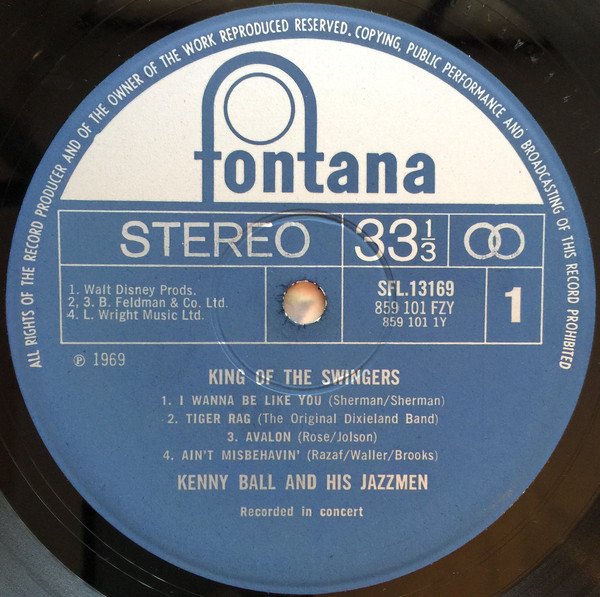 ALL RIGHTS OF THE RECORD PRODUCER AND OF THE OWNER OF THE WORK REPRODUCED RESERVED. COPYING, PUBLIC PERFORMANCE AND BROADCASTING OF THIS RECORD PROHIBITED
fontana
STEREO 33 1/3
1. Walt Disney Prods.
2, 3. B. Feldman & Co. Ltd.
4. L. Wright Music Ltd.
SFL.13169
859 101 FZY
859 101 1Y
1
℗ 1969
KING OF THE SWINGERS
1. I WANNA BE LIKE YOU (Sherman/Sherman)
2. TIGER RAG (The Original Dixieland Band)
3. AVALON (Rose/Jolson)
4. AIN'T MISBEHAVIN' (Razaf/Waller/Brooks)
KENNY BALL AND HIS JAZZMEN
Recorded in concert